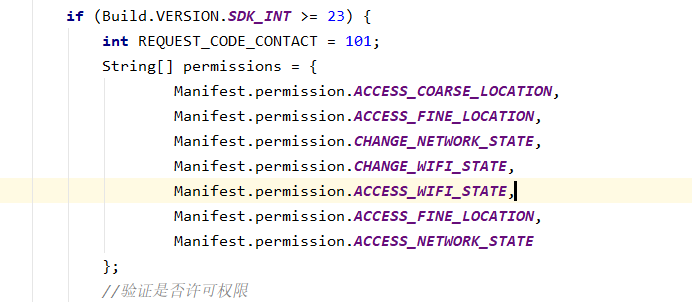 if (Build.VERSION.SDK_INT >= 23) {
int REQUEST_CODE_CONTACT = 101;
String[] permissions = {
Manifest.permission.ACCESS_COARSE_LOCATION,
Manifest.permission.ACCESS_FINE_LOCATION,
Manifest.permission.CHANGE_NETWORK_STATE,
Manifest.permission.CHANGE_WIFI_STATE,
Manifest.permission.ACCESS_WIFI_STATE,
Manifest.permission.ACCESS_FINE_LOCATION,
Manifest.permission.ACCESS_NETWORK_STATE
};
//验证是否许可权限